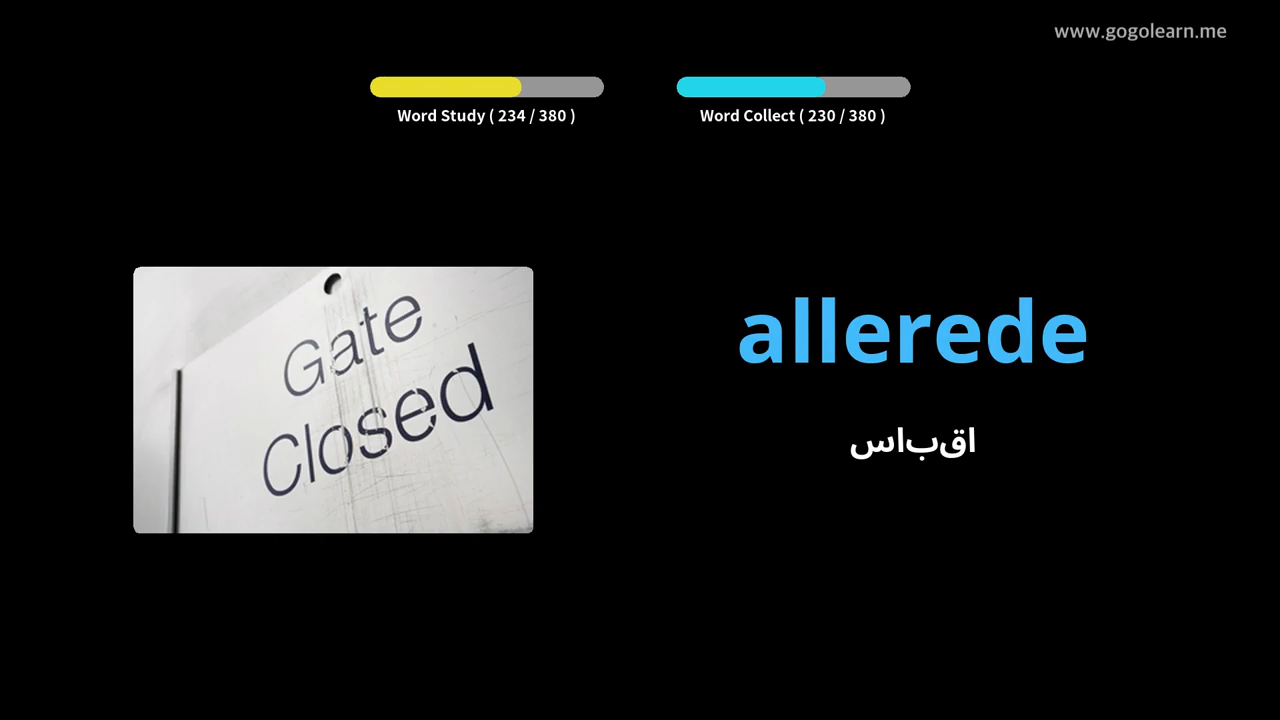 www.gogolearn.me
Word Study ( 234 / 380 )
Word Collect ( 230 / 380 )
Gate
Closed
allerede
اقباس